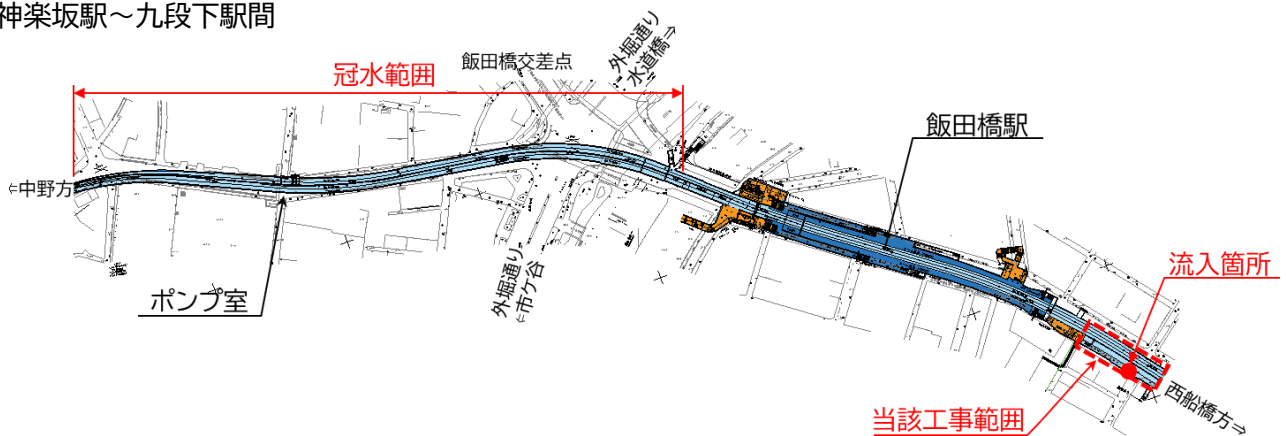 神楽坂駅~九段下駅間
冠水範囲
飯田橋交差点
外堀通り
水道橋⇒
飯田橋駅
⇐中野方
ポンプ室
外堀通り
⇐市ケ谷
流入箇所
当該工事範囲
西船橋方⇒